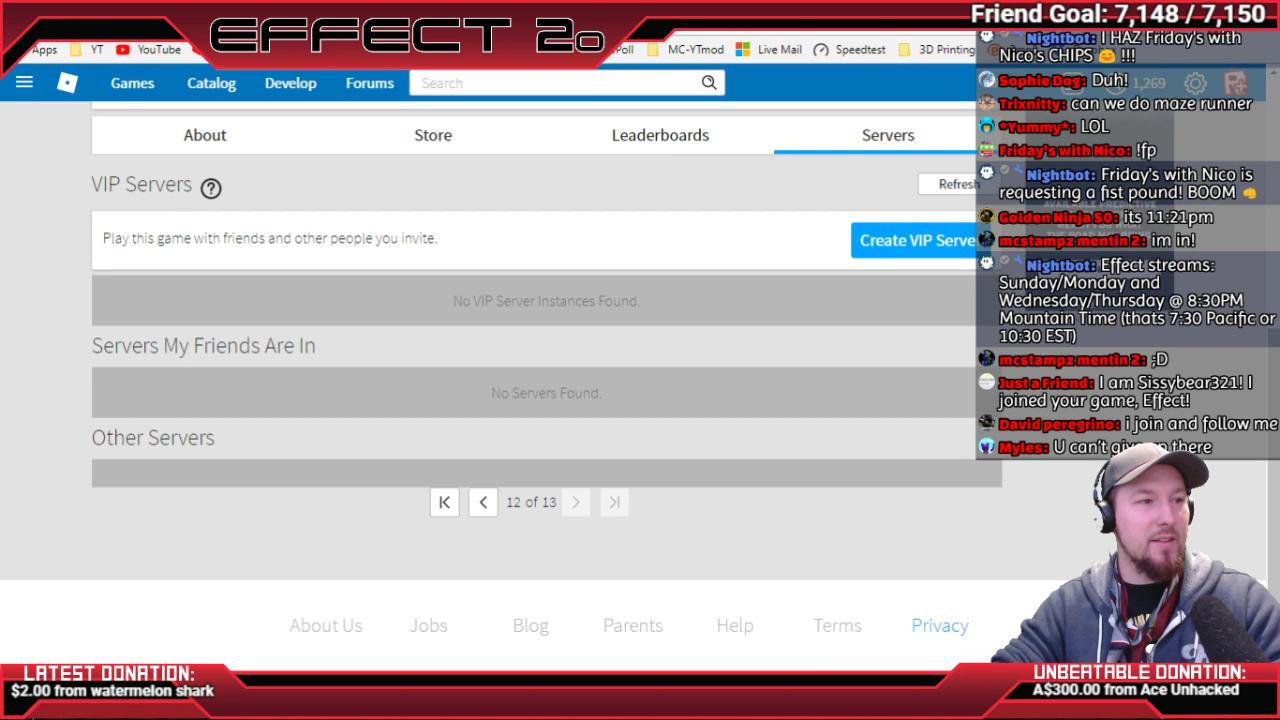 EFFECT 2o
Friend Goal: 7,148 / 7,150
Apps YT YouTube
Poll MC-YTmod Live Mail Speedtest 3D Printing
Games Catalog Develop Forums Search
1,269
About Store Leaderboards Servers
VIP Servers
Refresh
Play this game with friends and other people you invite.
Create VIP Serve
No VIP Server Instances Found.
Servers My Friends Are In
No Servers Found.
Other Servers
12 of 13
About Us Jobs Blog Parents Help Terms Privacy
Nightbot: I HAZ Friday's with
Nico's CHIPS !!!
Sophie Dog: Duh!
Trixnitty: can we do maze runner
*Yummy*: LOL
Friday's with Nico: !fp
Nightbot: Friday's with Nico is
requesting a fist pound! BOOM
Golden Ninja 50: its 11:21pm
mcstampz mentin 2: im in!
Nightbot: Effect streams:
Sunday/Monday and
Wednesday/Thursday @ 8:30PM
Mountain Time (thats 7:30 Pacific or
10:30 EST)
mcstampz mentin 2: ;D
Just a Friend: I am Sissybear321! I
joined your game, Effect!
David peregrino: i join and follow me
Myles: U can't there
LATEST DONATION:
$2.00 from watermelon shark
UNBEATABLE DONATION:
A$300.00 from Ace Unhacked